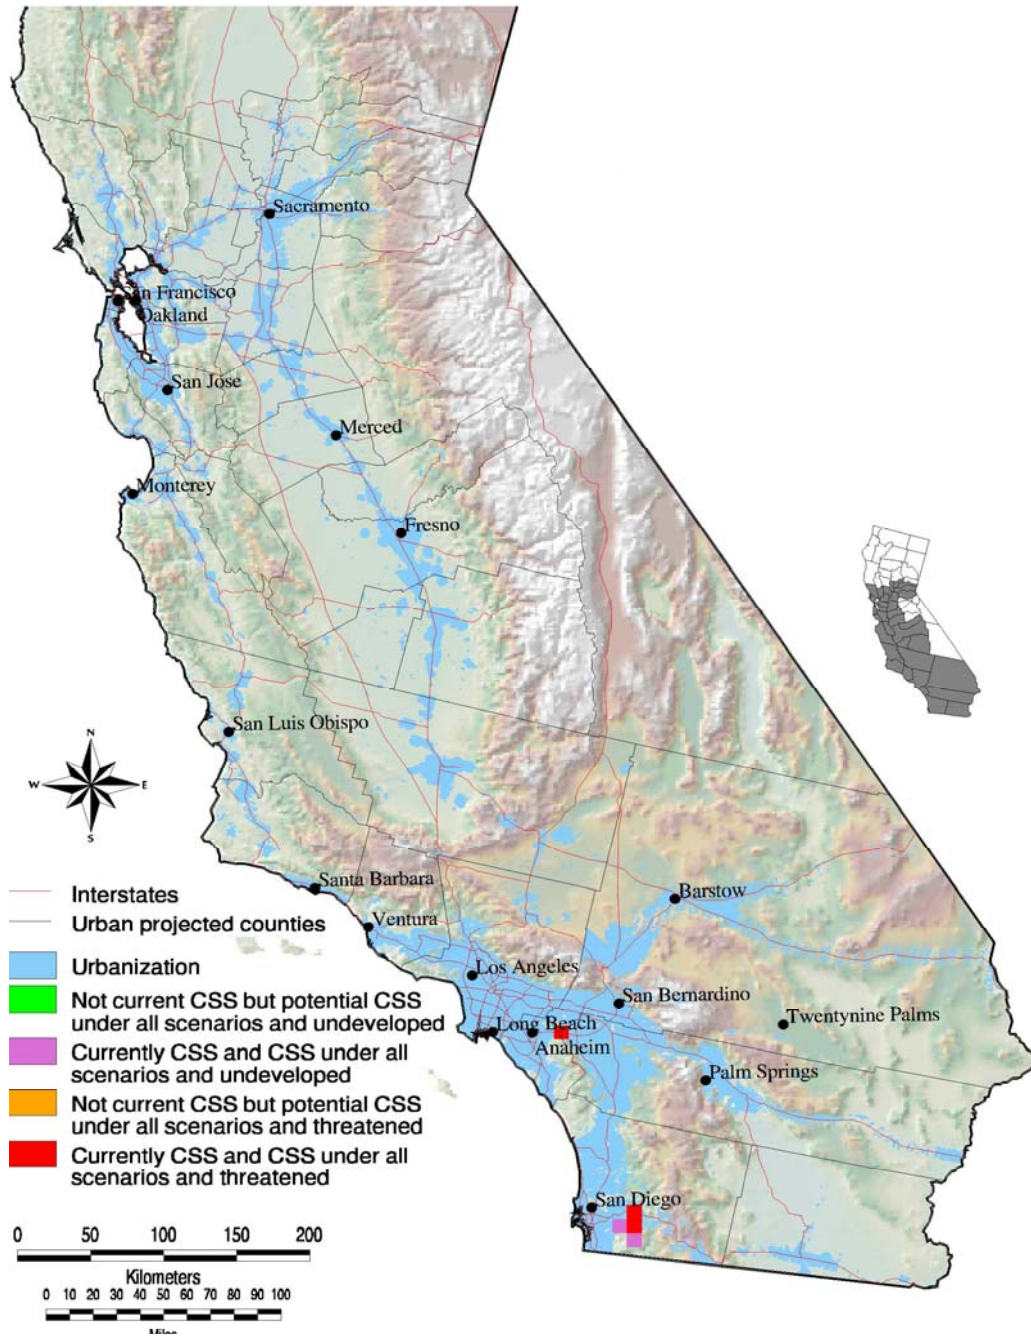 Sacramento
San Francisco
Oakland
San Jose
Merced
Monterey
Fresno
San Luis Obispo
N
W
E
S
Santa Barbara
Barstow
Ventura
Los Angeles
San Bernardino
Long Beach
Twentynine Palms
Anaheim
Palm Springs
San Diego
Interstates
Urban projected counties
Urbanization
Not current CSS but potential CSS
under all scenarios and undeveloped
Currently CSS and CSS under all
scenarios and undeveloped
Not current CSS but potential CSS
under all scenarios and threatened
Currently CSS and CSS under all
scenarios and threatened
0 50 100 150 200
Kilometers
0 10 20 30 40 50 60 70 80 90 100
Miles